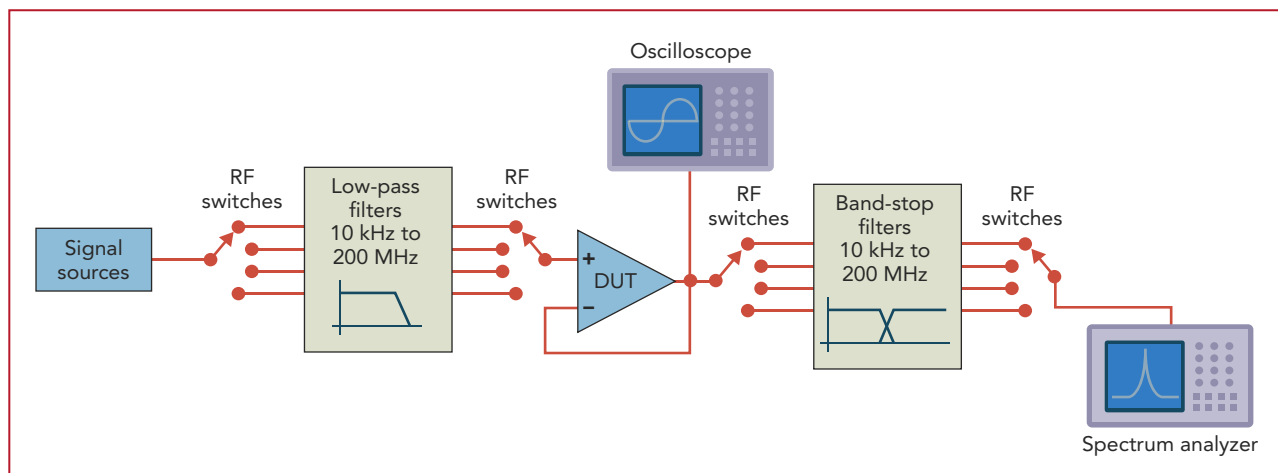 Oscilloscope
RF
switches
Low-pass
filters
10 kHz to
200 MHz
RF
switches
RF
switches
Band-stop
filters
10 kHz to
200 MHz
RF
switches
Signal
sources
+
DUT
−
Spectrum analyzer